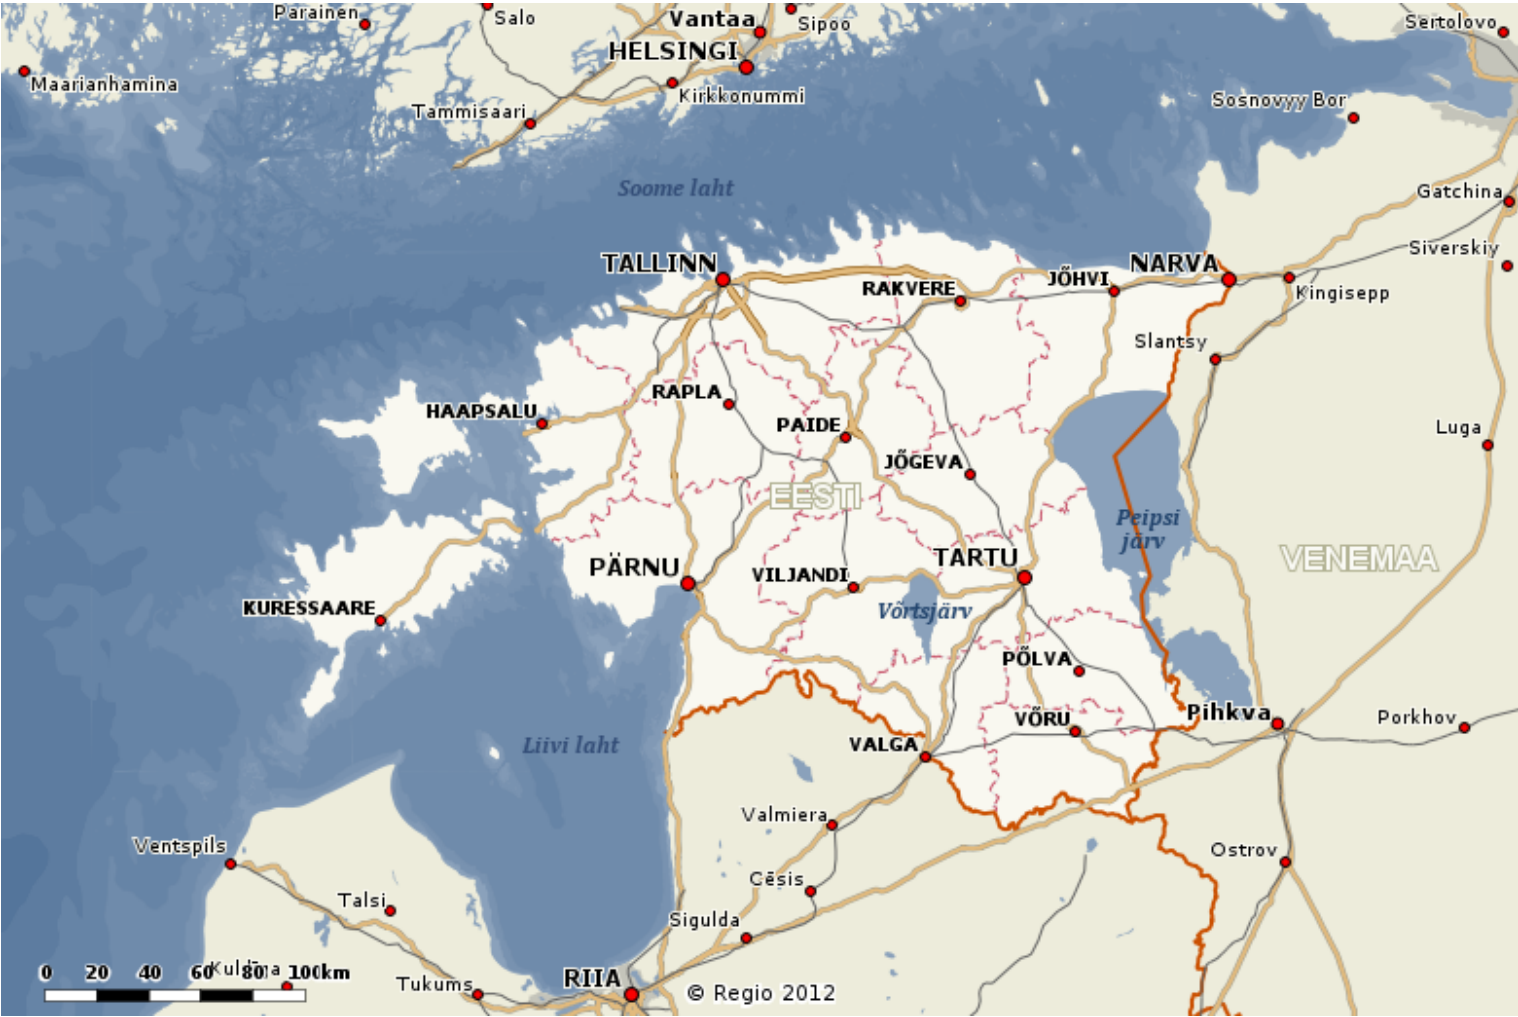 Parainen
Salo
Vantaa
Sipoo
Sertolovo
HELSINGI
Maarianhamina
Kirkkonummi
Tammisaari
Sosnovyy Bor
Soome laht
Gatchina
Siverskiy
TALLINN
NARVA
RAKVERE
JÕHVI
Kingisepp
Slantsy
RAPLA
HAAPSALU
PAIDE
Luga
JÕGEVA
EESTI
Peipsi
järv
VENEMAA
PÄRNU
VILJANDI
TARTU
KURESSAARE
Võrtsjärv
PÕLVA
VÕRU
Pihkva
Porkhov
Liivi laht
VALGA
Valmiera
Ventspils
Ostrov
Cēsis
Talsi
Sigulda
0 20 40 60 80 100km
RIIA
Tukums
© Regio 2012